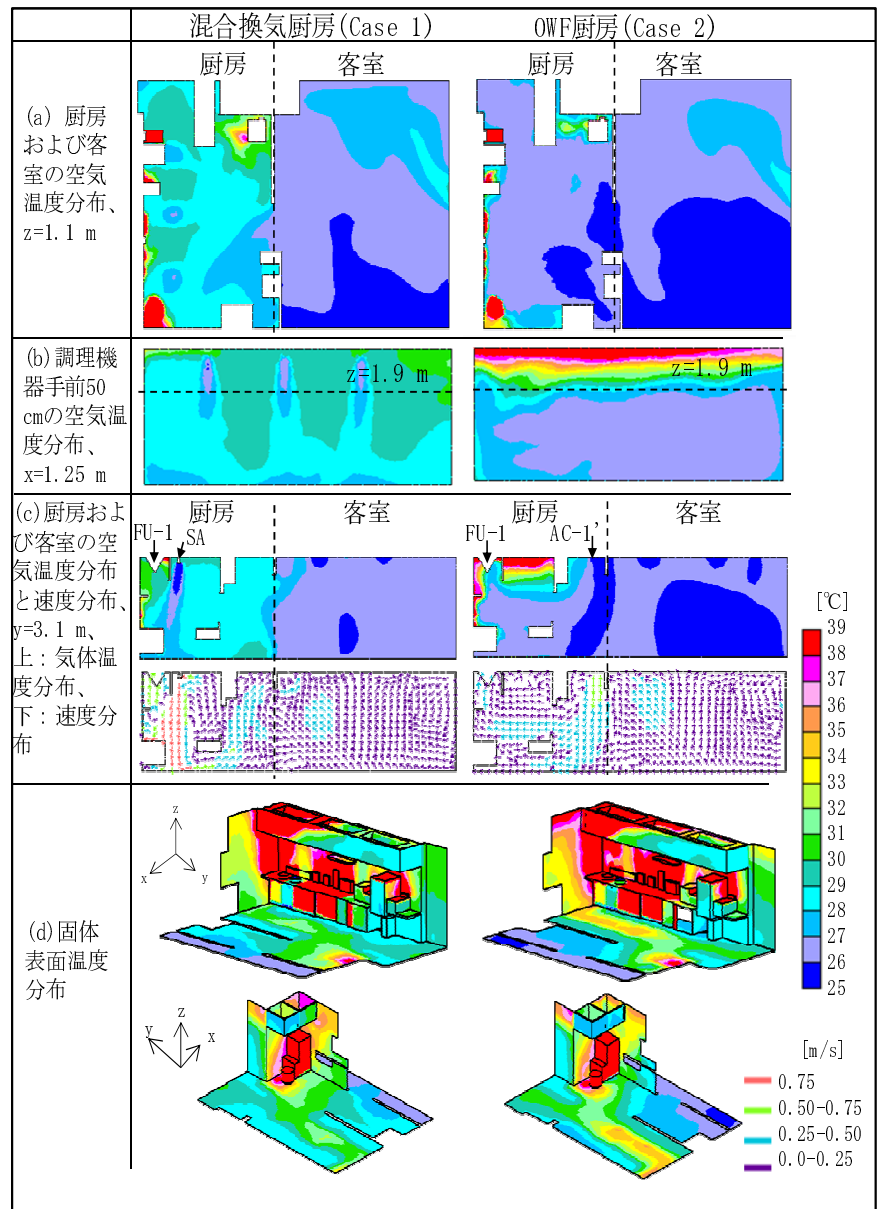 混合換気厨房(Case 1)
OWF厨房(Case 2)
(a) 厨房
および客
室の空気
温度分布、
z=1.1 m
厨房
客室
厨房
客室
(b)調理機
器手前50
cmの空気温
度分布、
x=1.25 m
z=1.9 m
z=1.9 m
(c)厨房およ
び客室の空
気温度分布
と速度分布、
y=3.1 m、
上：気体温
度分布、
下：速度分
布
厨房
客室
FU-1
SA
厨房
客室
FU-1
AC-1'
(d)固体
表面温度
分布
z
x
y
y
z
x
[℃]
39
38
37
36
35
34
33
32
31
30
29
28
27
26
25
[m/s]
0.75
0.50-0.75
0.25-0.50
0.0-0.25